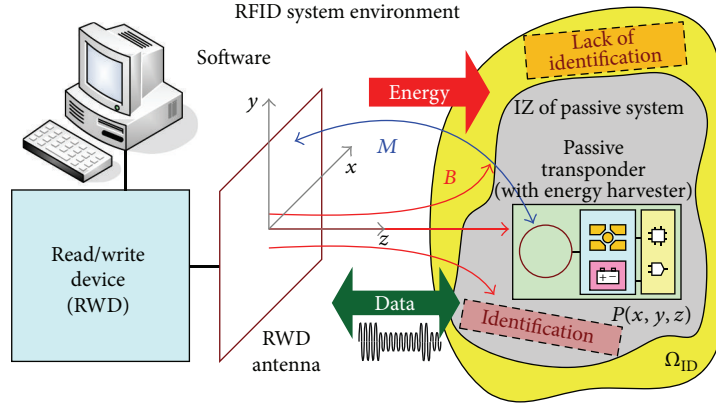 RFID system environment
Software
Lack of
identification
Energy
IZ of passive system
y
M
x
B
Passive
transponder
(with energy harvester)
z
Read/write
device
(RWD)
Data
Identification
P(x, y, z)
RWD
antenna
Ω_ID